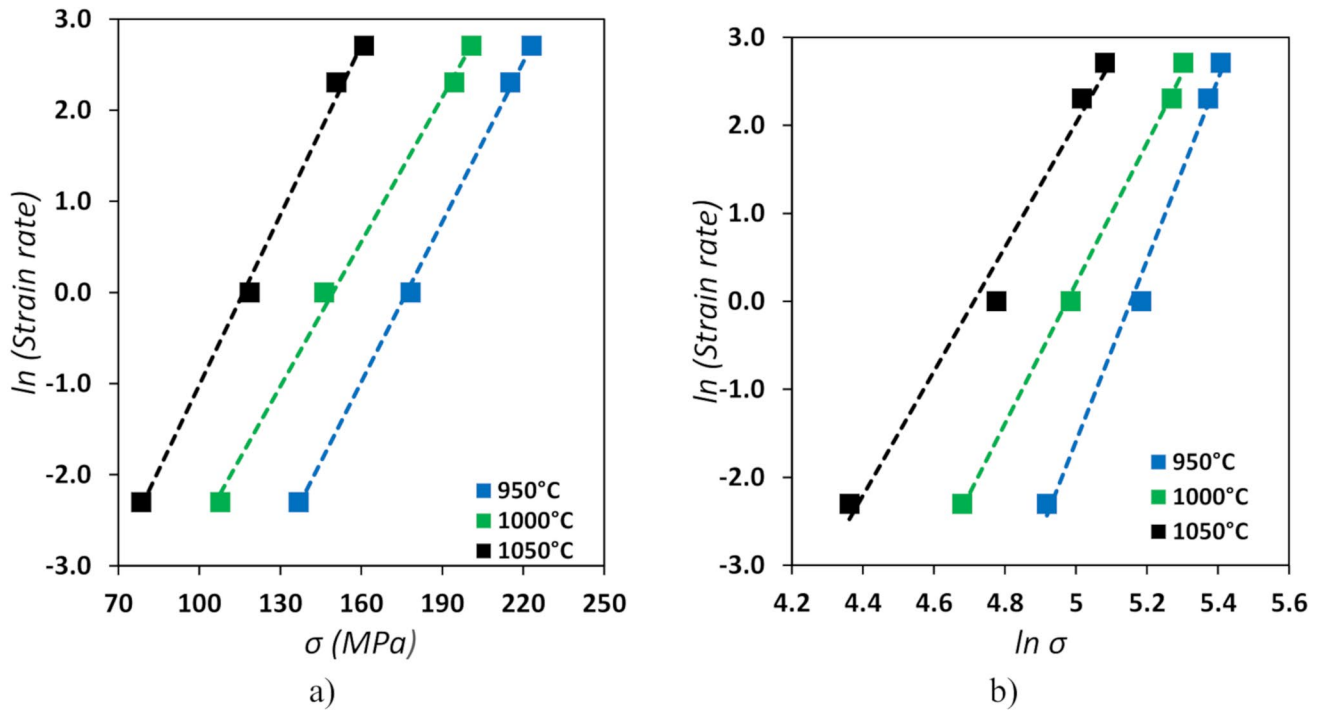 3.0
2.0
1.0
0.0
-1.0
-2.0
-3.0
ln (Strain rate)
950°C
1000°C
1050°C
70 100 130 160 190 220 250
σ (MPa)
a)
3.0
2.0
1.0
0.0
-1.0
-2.0
-3.0
ln (Strain rate)
950°C
1000°C
1050°C
4.2 4.4 4.6 4.8 5 5.2 5.4 5.6
ln σ
b)